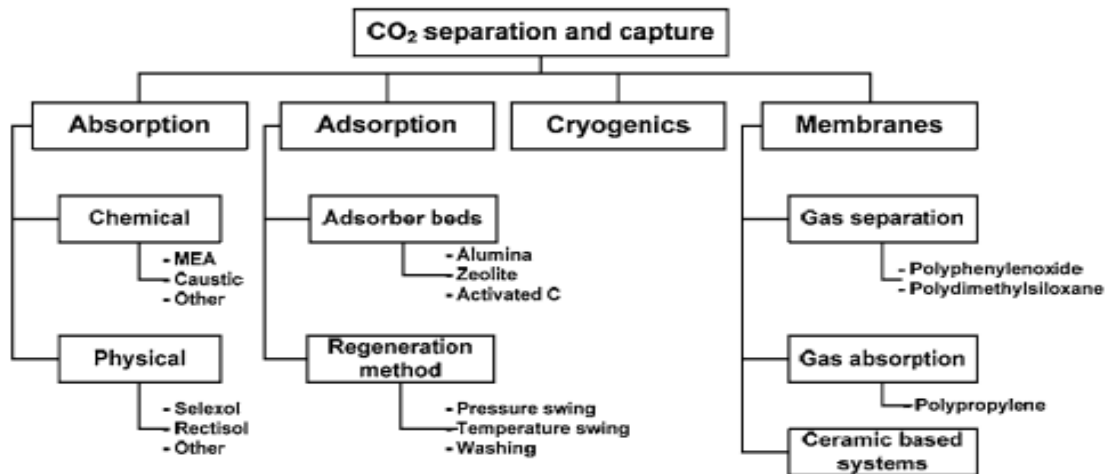 CO₂ separation and capture
Absorption
Adsorption
Cryogenics
Membranes
Chemical
- MEA
- Caustic
- Other
Physical
- Selexol
- Rectisol
- Other
Adsorber beds
- Alumina
- Zeolite
- Activated C
Regeneration
method
- Pressure swing
- Temperature swing
- Washing
Gas separation
- Polyphenylenoxide
- Polydimethylsiloxane
Gas absorption
- Polypropylene
Ceramic based
systems